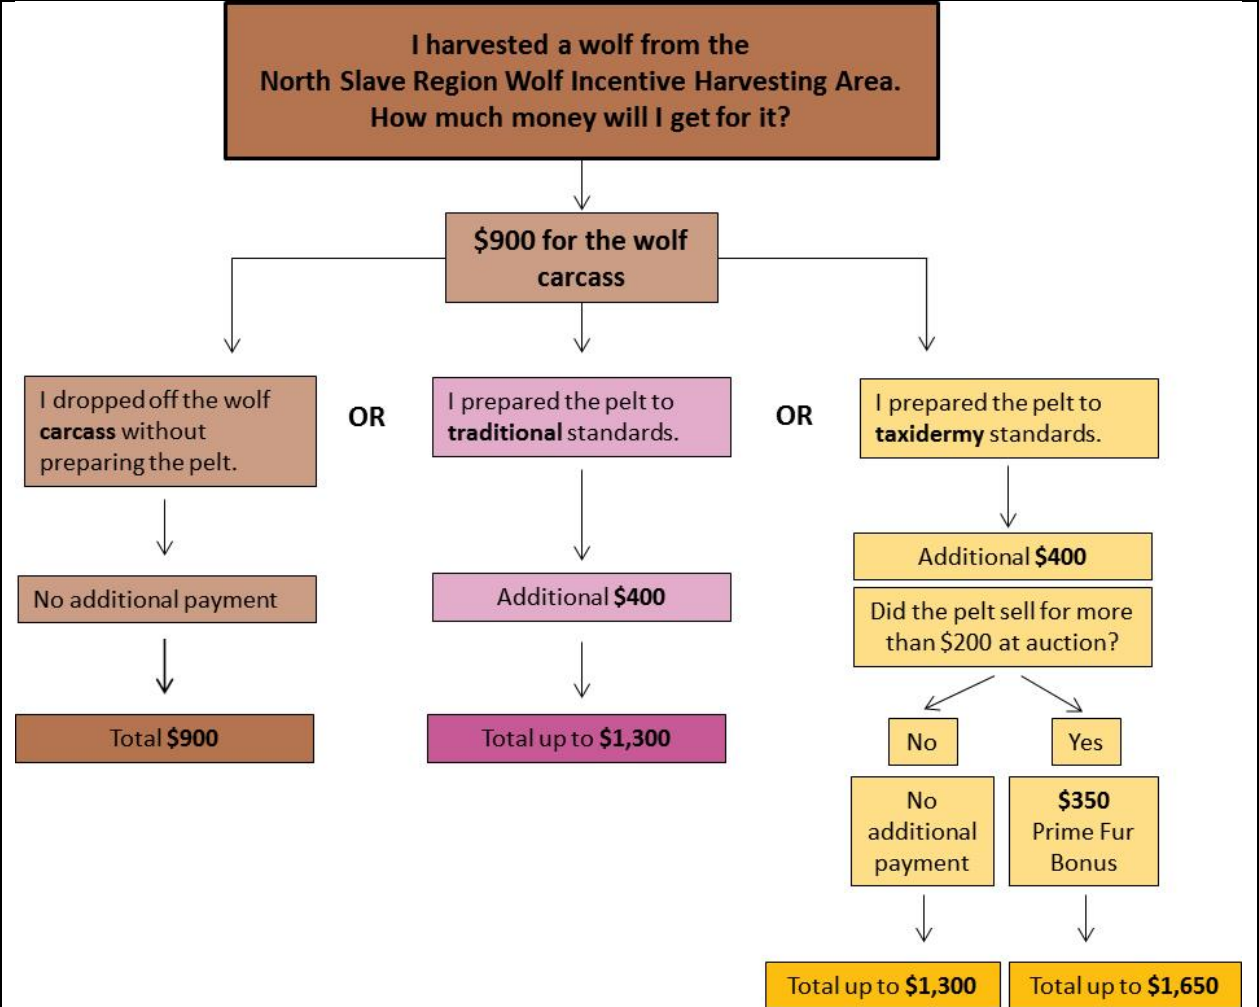 I harvested a wolf from the
North Slave Region Wolf Incentive Harvesting Area.
How much money will I get for it?
$900 for the wolf
carcass
I dropped off the wolf
carcass without
preparing the pelt.
OR
I prepared the pelt to
traditional standards.
OR
I prepared the pelt to
taxidermy standards.
No additional payment
Additional $400
Additional $400
Did the pelt sell for more
than $200 at auction?
Total $900
Total up to $1,300
No
Yes
No
additional
payment
$350
Prime Fur
Bonus
Total up to $1,300
Total up to $1,650